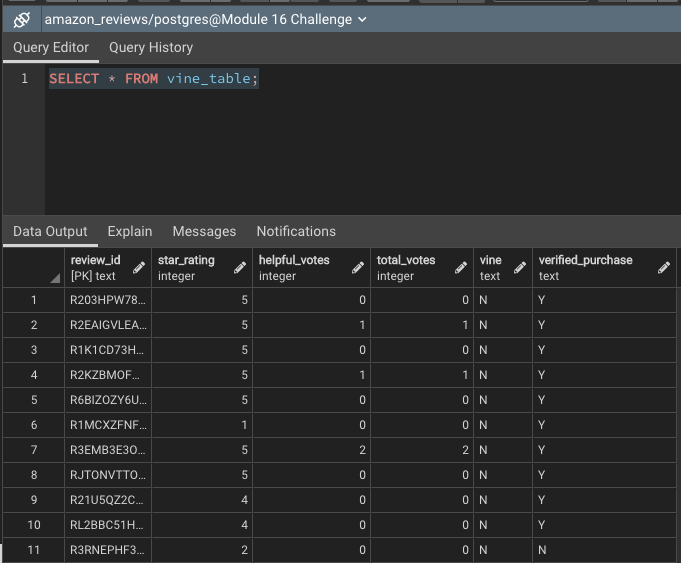 amazon_reviews/postgres@Module 16 Challenge
Query Editor Query History
1 SELECT * FROM vine_table;
Data Output Explain Messages Notifications
review_id star_rating helpful_votes total_votes vine verified_purchase
[PK] text integer integer integer text text
1 R203HPW78... 5 0 0 N Y
2 R2EAIGVLEA... 5 1 1 N Y
3 R1K1CD73H... 5 0 0 N Y
4 R2KZBMOF... 5 1 1 N Y
5 R6BIZOZY6U... 5 0 0 N Y
6 R1MCXZFNF... 1 0 0 N Y
7 R3EMB3E3O... 5 2 2 N Y
8 RJTONVTTO... 5 0 0 N Y
9 R21U5QZ2C... 4 0 0 N Y
10 RL2BBC51H... 4 0 0 N Y
11 R3RNEPHF3... 2 0 0 N N